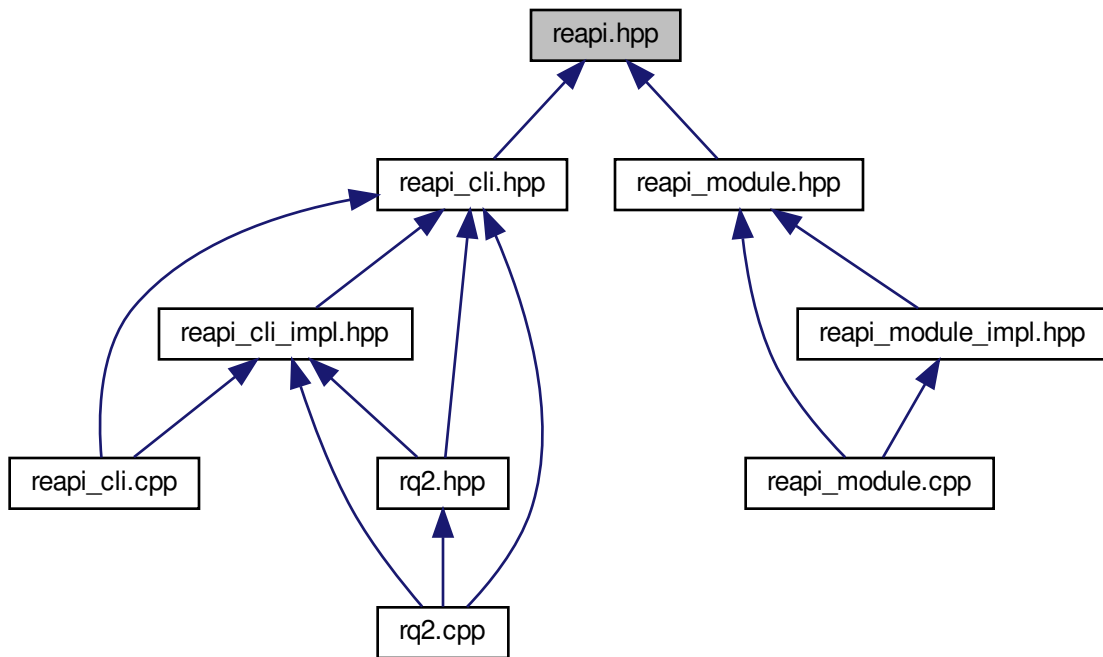 reapi.hpp
reapi_cli.hpp
reapi_module.hpp
reapi_cli_impl.hpp
reapi_module_impl.hpp
reapi_cli.cpp
rq2.hpp
reapi_module.cpp
rq2.cpp